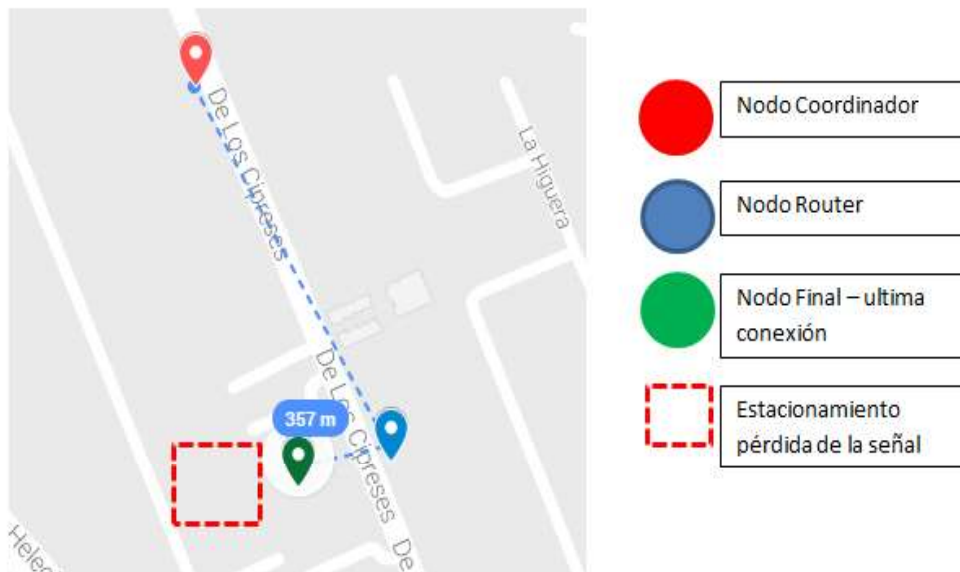 De Los Cipreses
La Higuera
De Los Cipreses
De
357 m
Helec
Nodo Coordinador
Nodo Router
Nodo Final – ultima
conexión
Estacionamiento
pérdida de la señal